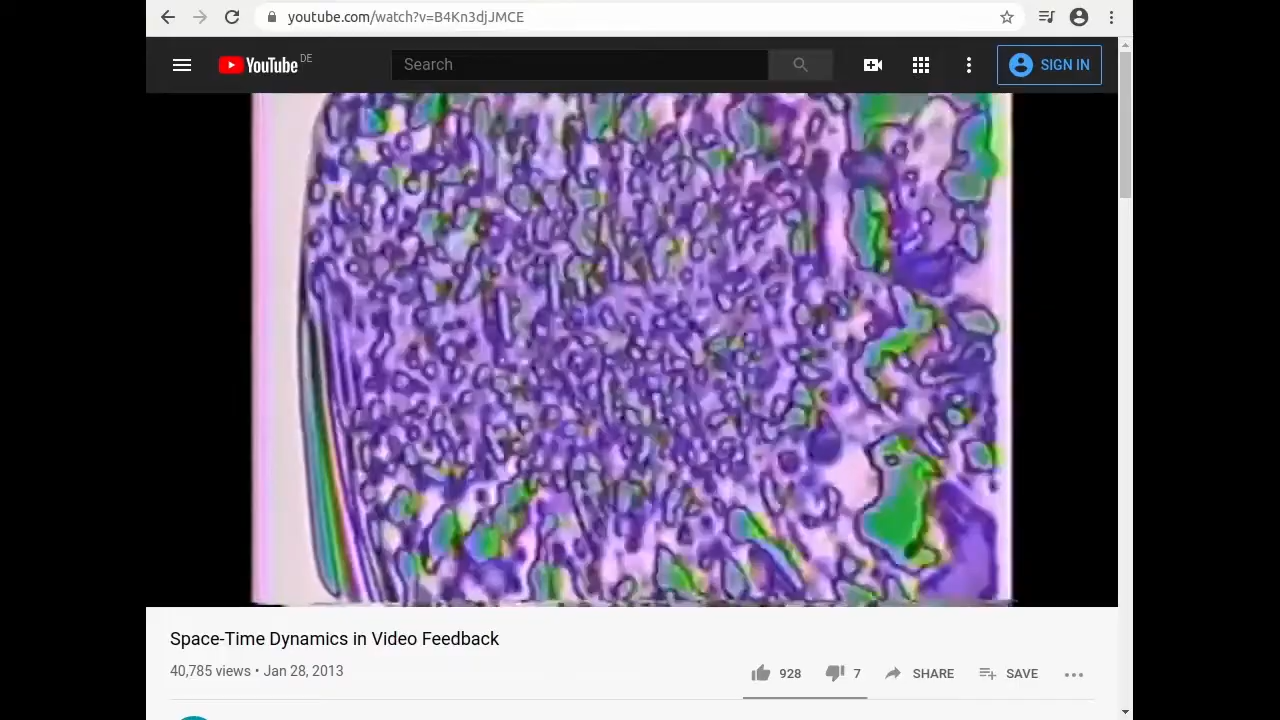 youtube.com/watch?v=B4Kn3djJMCE
YouTube DE
Search
SIGN IN
Space-Time Dynamics in Video Feedback
40,785 views • Jan 28, 2013
928
7
SHARE
SAVE